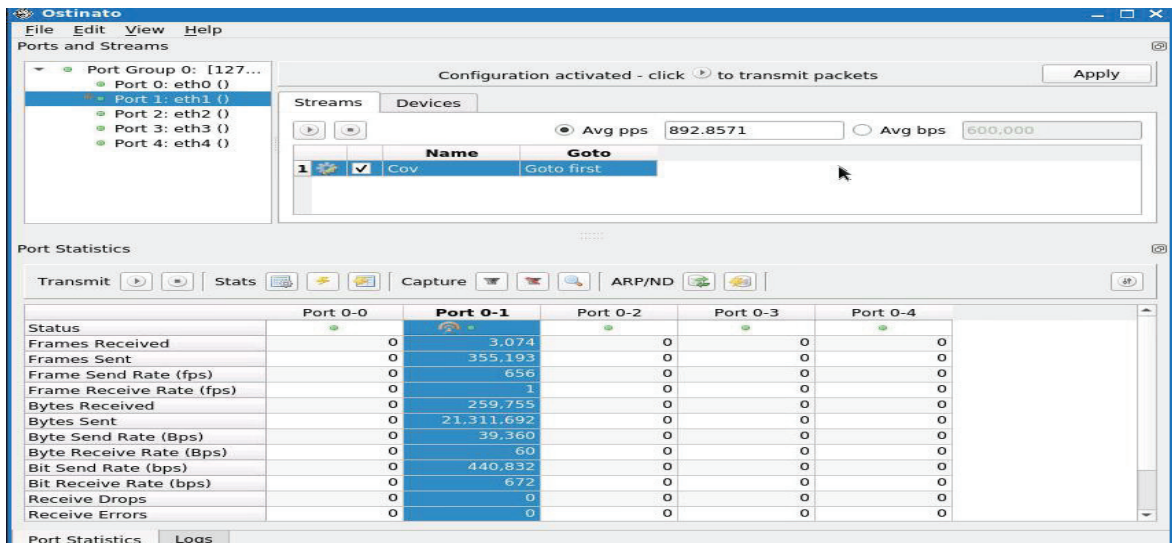 Ostinato
File Edit View Help
Ports and Streams
Port Group 0: [127...
Port 0: eth0 ()
Port 1: eth1 ()
Port 2: eth2 ()
Port 3: eth3 ()
Port 4: eth4 ()
Configuration activated - click to transmit packets Apply
Streams Devices
Avg pps 892.8571 Avg bps 600,000
Name Goto
1 Cov Goto first
Port Statistics
Transmit Stats Capture ARP/ND
Port 0-0 Port 0-1 Port 0-2 Port 0-3 Port 0-4
Status
Frames Received 0 3,074 0 0 0
Frames Sent 0 355,193 0 0 0
Frame Send Rate (fps) 0 656 0 0 0
Frame Receive Rate (fps) 0 1 0 0 0
Bytes Received 0 259,755 0 0 0
Bytes Sent 0 21,311,692 0 0 0
Byte Send Rate (Bps) 0 39,360 0 0 0
Byte Receive Rate (Bps) 0 60 0 0 0
Bit Send Rate (bps) 0 440,832 0 0 0
Bit Receive Rate (bps) 0 672 0 0 0
Receive Drops 0 0 0 0 0
Receive Errors 0 0 0 0 0
Port Statistics Logs